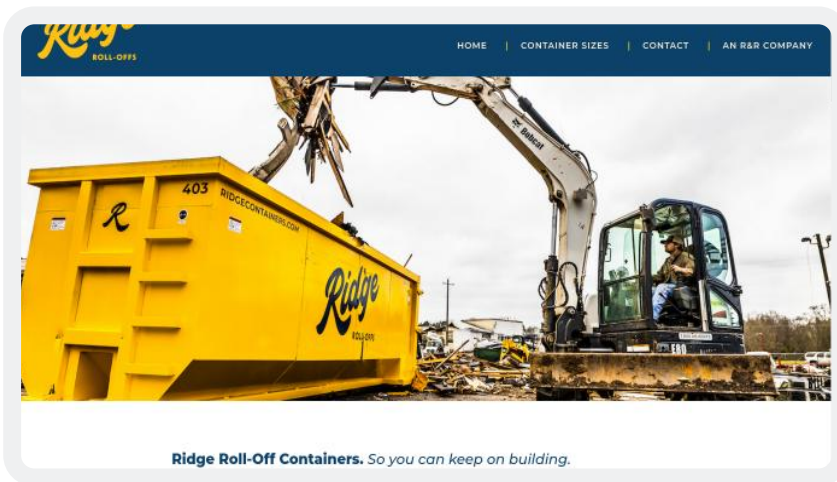 Ridge
ROLL-OFFS
HOME | CONTAINER SIZES | CONTACT | AN R&R COMPANY
Bobcat
403
RIDGECONTAINERS.COM
R
Ridge
ROLL-OFFS
E80
Ridge Roll-Off Containers. So you can keep on building.